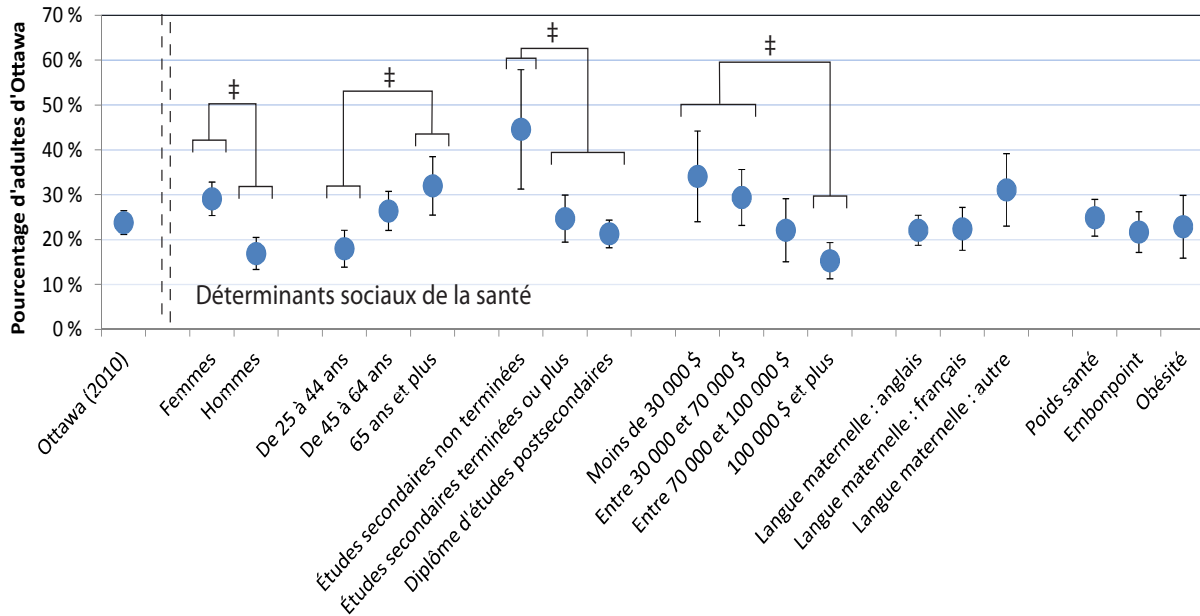 Pourcentage d'adultes d'Ottawa
70 %
60 %
50 %
40 %
30 %
20 %
10 %
0 %
‡
‡
‡
‡
Déterminants sociaux de la santé
Ottawa (2010)
Femmes
Hommes
De 25 à 44 ans
De 45 à 64 ans
65 ans et plus
Études secondaires non terminées
Études secondaires terminées ou plus
Diplôme d'études postsecondaires
Moins de 30 000 $
Entre 30 000 et 70 000 $
Entre 70 000 et 100 000 $
100 000 $ et plus
Langue maternelle : anglais
Langue maternelle : français
Langue maternelle : autre
Poids santé
Embonpoint
Obésité